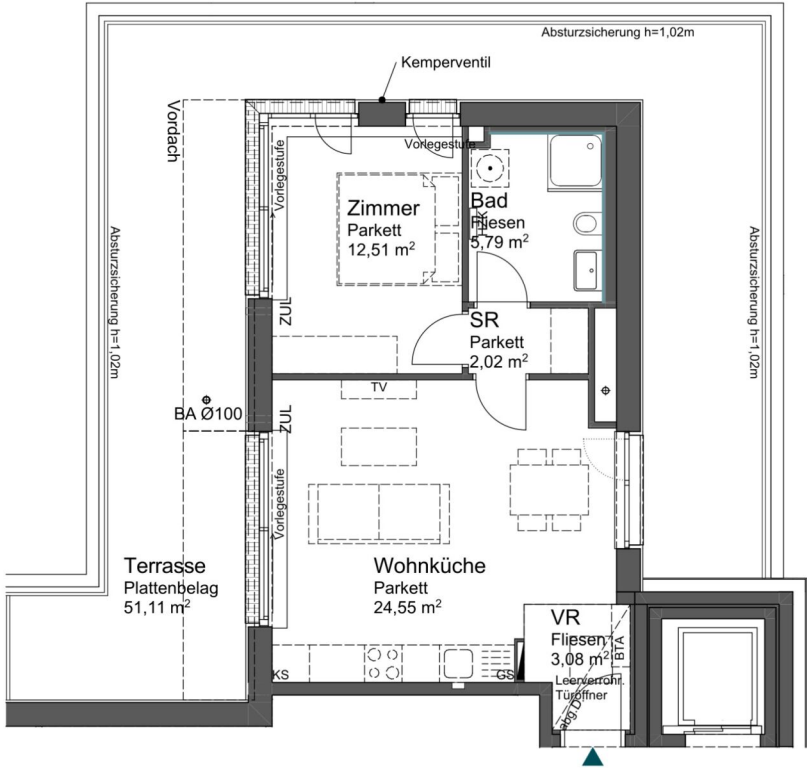 Absturzsicherung h=1,02m
Kemperventil
Vordach
Vorlegestufe
Vorlegestufe
Zimmer
Parkett
12,51 m²
Bad
Fliesen
5,79 m²
Absturzsicherung h=1,02m
Absturzsicherung h=1,02m
ZUL
SR
Parkett
2,02 m²
TV
BA Ø100
ZUL
Vorlegestufe
Terrasse
Plattenbelag
51,11 m²
Wohnküche
Parkett
24,55 m²
VR
Fliesen
3,08 m²
BTA
Leerverrohr.
Türöffner
abg.D.
KS
GS